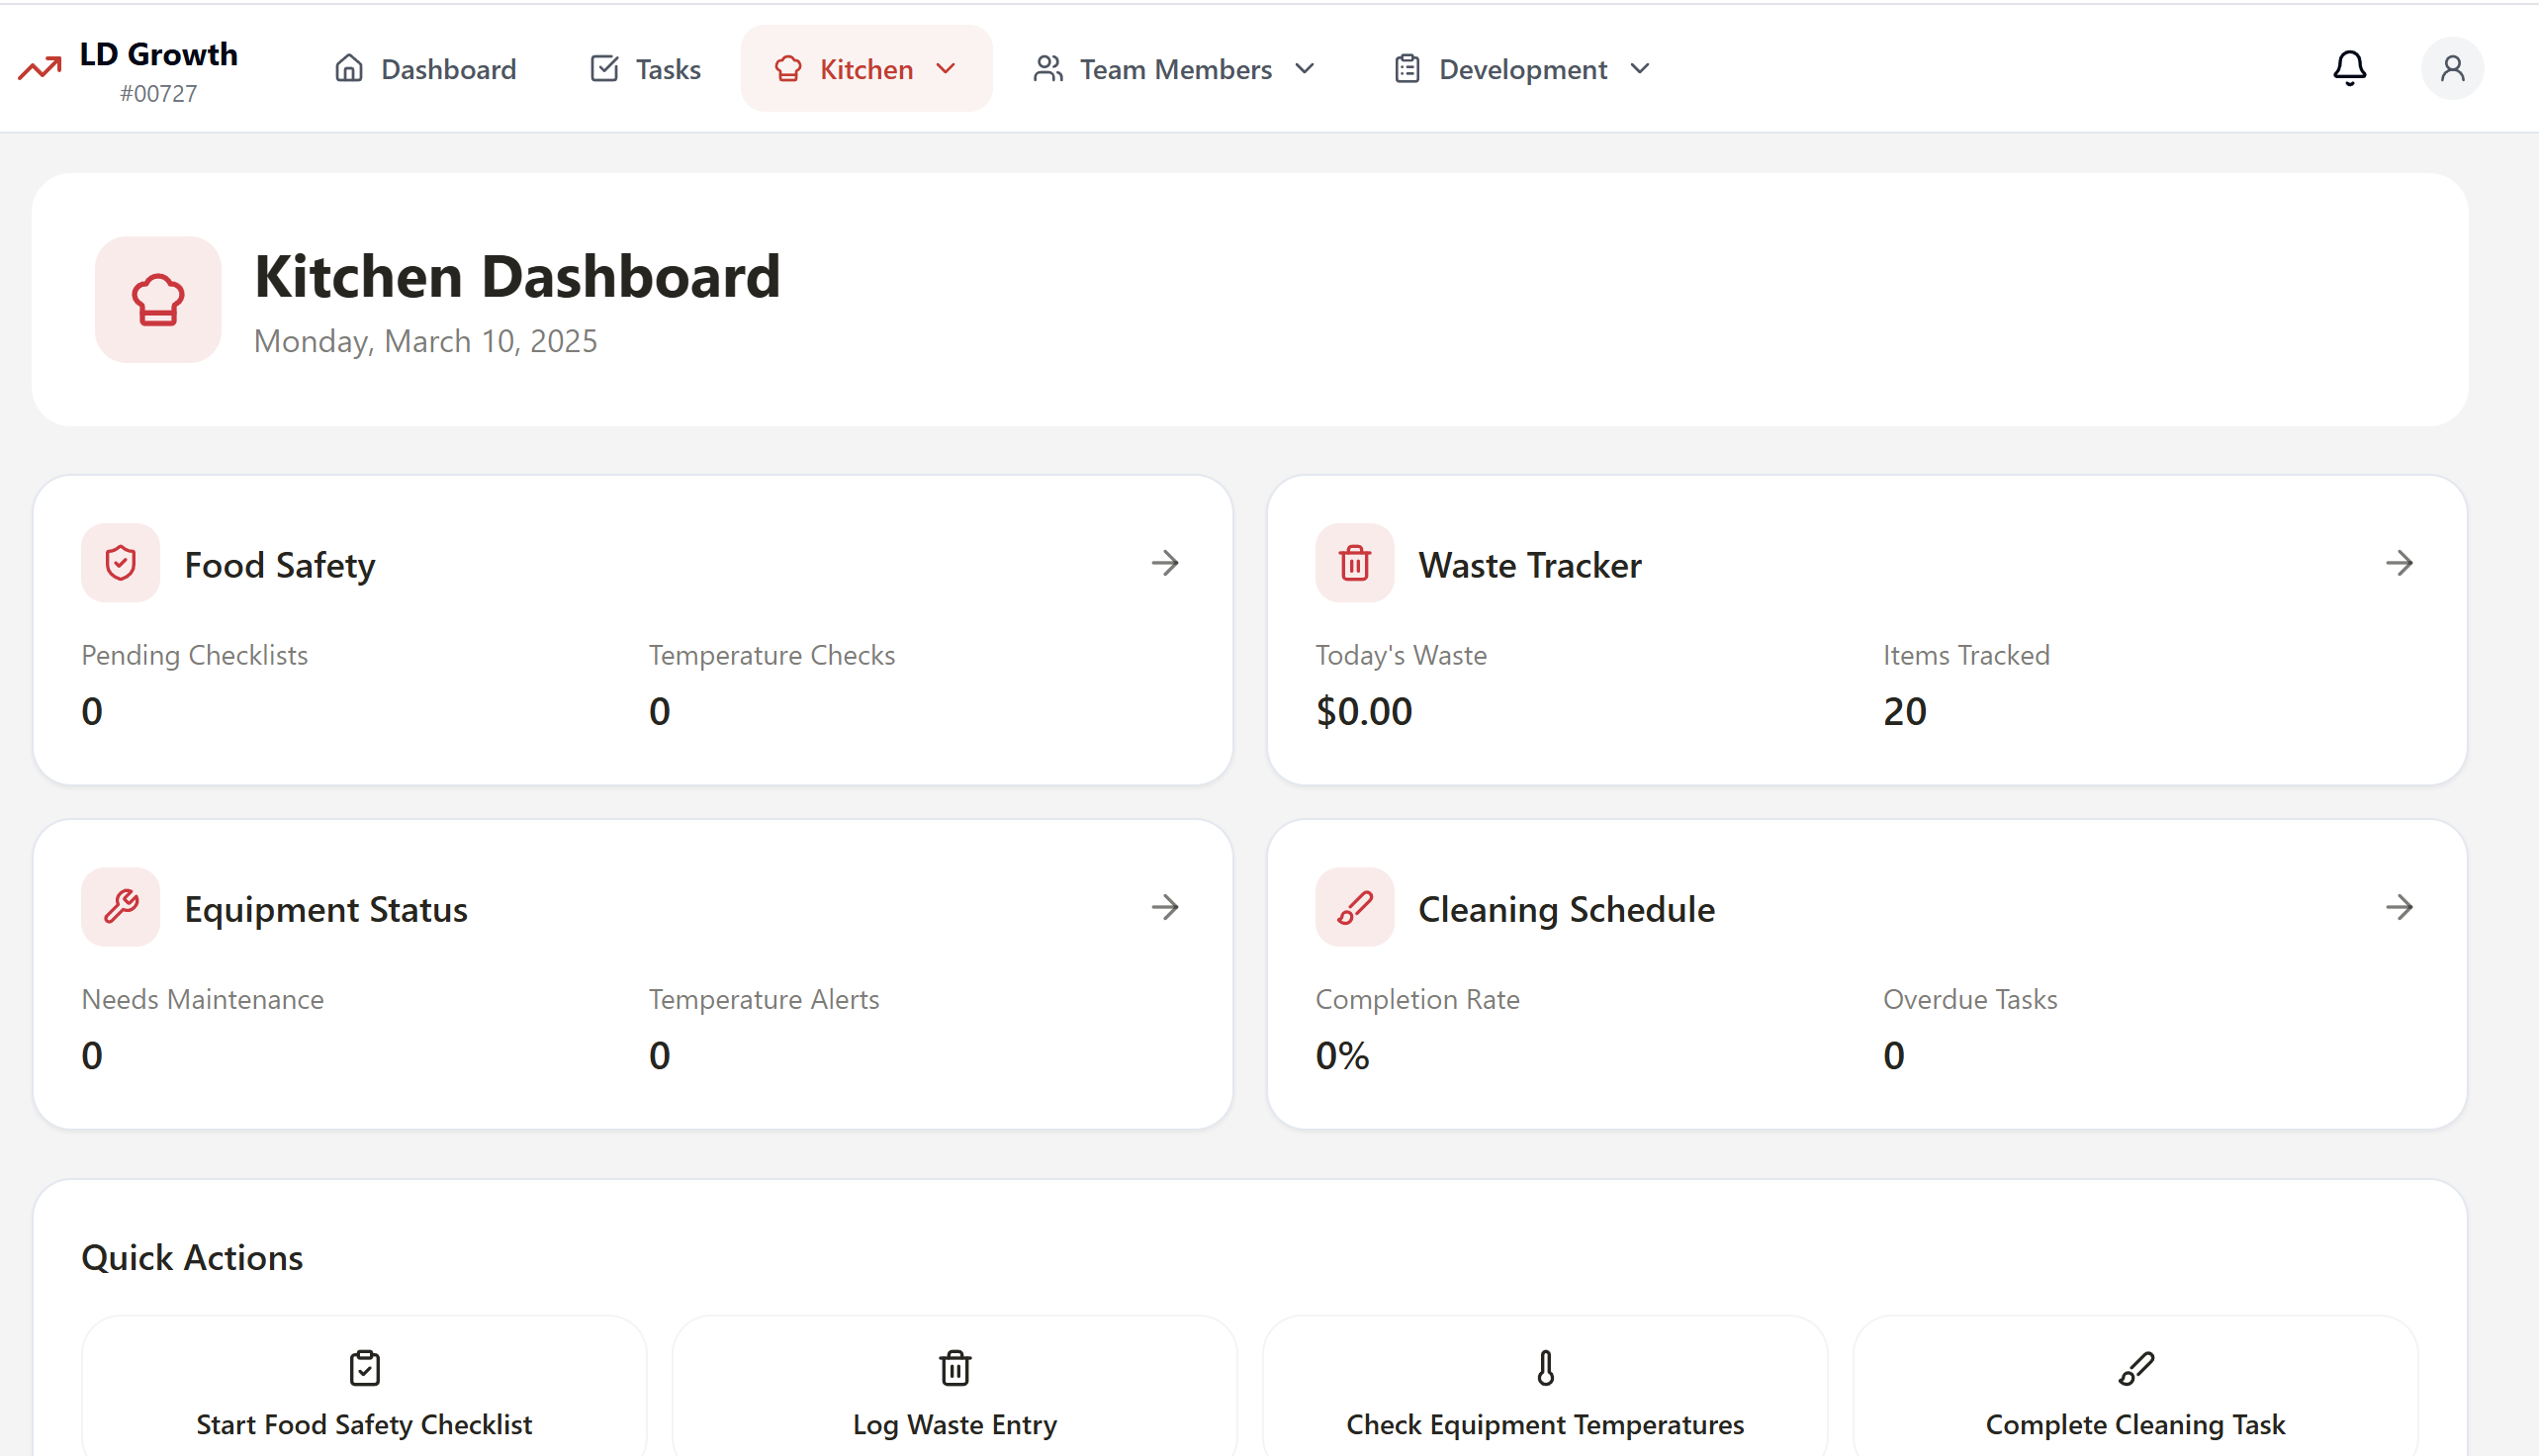 LD Growth
#00727
Dashboard
Tasks
Kitchen
Team Members
Development
Kitchen Dashboard
Monday, March 10, 2025
Food Safety
Pending Checklists
0
Temperature Checks
0
Waste Tracker
Today's Waste
$0.00
Items Tracked
20
Equipment Status
Needs Maintenance
0
Temperature Alerts
0
Cleaning Schedule
Completion Rate
0%
Overdue Tasks
0
Quick Actions
Start Food Safety Checklist
Log Waste Entry
Check Equipment Temperatures
Complete Cleaning Task